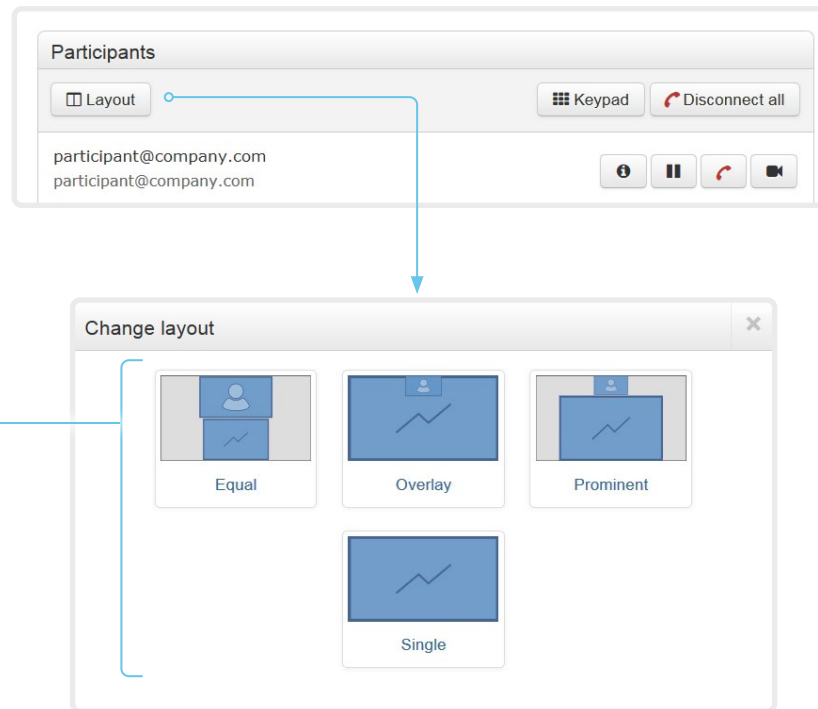 Participants
Layout Keypad Disconnect all
participant@company.com
participant@company.com
Change layout
Equal Overlay Prominent
Single